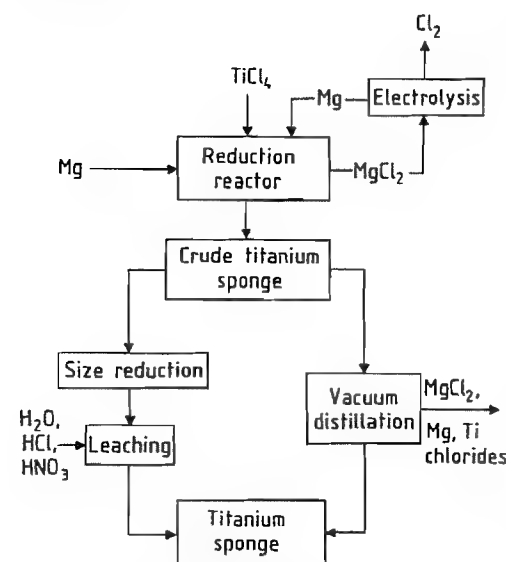 Cl₂
TiCl₄
Mg
Electrolysis
Mg
Reduction
reactor
MgCl₂
Crude titanium
sponge
Size reduction
H₂O,
HCl,
HNO₃
Leaching
Vacuum
distillation
MgCl₂,
Mg, Ti
chlorides
Titanium
sponge